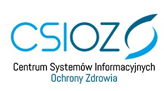 CSIOZ
Centrum Systemów Informacyjnych
Ochrony Zdrowia